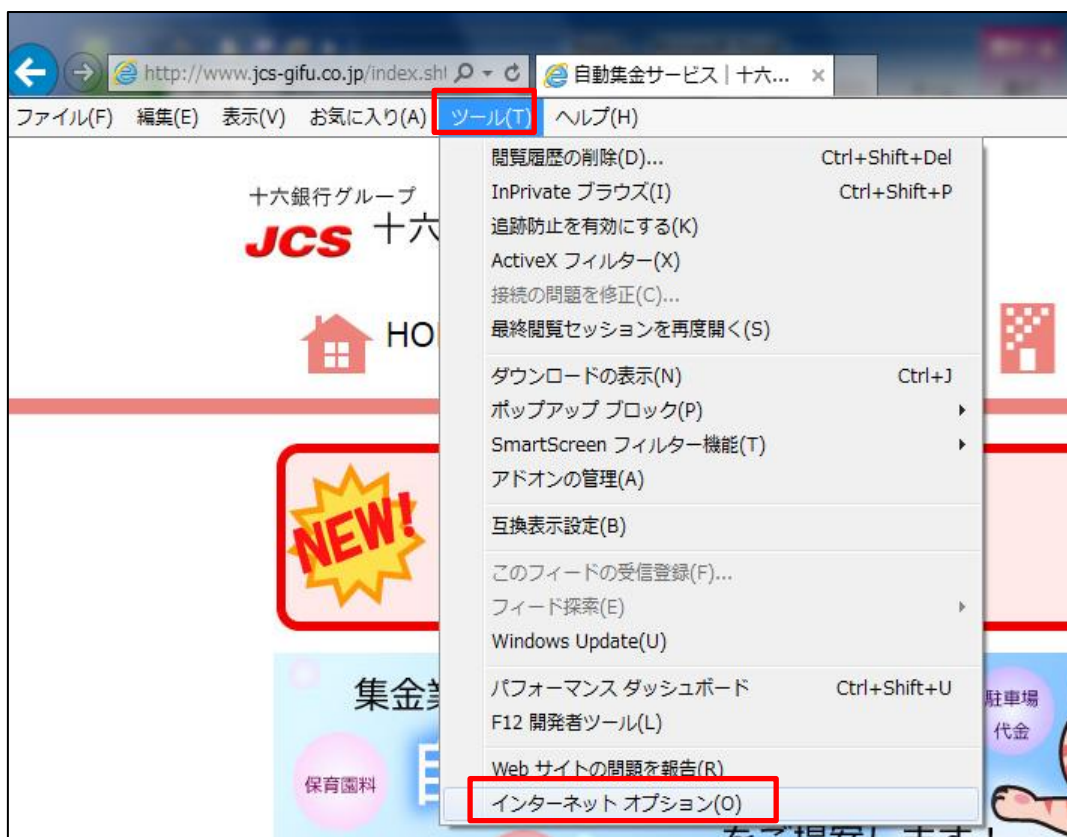 http://www.jcs-gifu.co.jp/index.sht
自動集金サービス | 十六...
ファイル(F) 編集(E) 表示(V) お気に入り(A) ツール(T) ヘルプ(H)
閲覧履歴の削除(D)... Ctrl+Shift+Del
InPrivate ブラウズ(I) Ctrl+Shift+P
追跡防止を有効にする(K)
ActiveX フィルター(X)
接続の問題を修正(C)...
最終閲覧セッションを再度開く(S)
ダウンロードの表示(N) Ctrl+J
ポップアップ ブロック(P)
SmartScreen フィルター機能(T)
アドオンの管理(A)
互換表示設定(B)
このフィードの受信登録(F)...
フィード探索(E)
Windows Update(U)
パフォーマンス ダッシュボード Ctrl+Shift+U
F12 開発者ツール(L)
Web サイトの問題を報告(R)
インターネット オプション(O)
十六銀行グループ
JCS 十六
HO
NEW!
集金
保育園料
駐車場
代金
をご提案します!